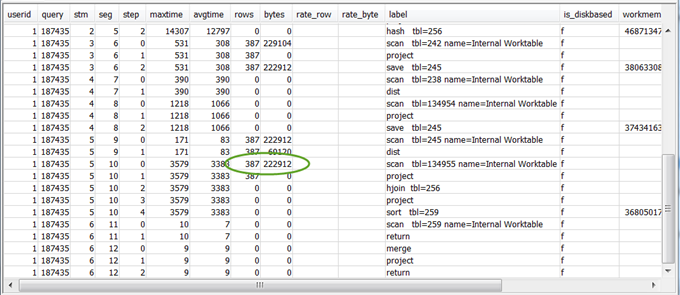 userid query stm seg step maxtime avgtime rows bytes rate_row rate_byte label is_diskbased workmem
1 187435 2 5 2 14307 12797 0 0 hash tbl=256 f 46871347
1 187435 3 6 0 531 308 387 229104 scan tbl=242 name=Internal Worktable f
1 187435 3 6 1 531 308 387 0 project f
1 187435 3 6 2 531 308 387 222912 save tbl=245 f 38063308
1 187435 4 7 0 390 390 0 0 scan tbl=238 name=Internal Worktable f
1 187435 4 7 1 390 390 0 0 dist f
1 187435 4 8 0 1218 1066 0 0 scan tbl=134954 name=Internal Worktable f
1 187435 4 8 1 1218 1066 0 0 project f
1 187435 4 8 2 1218 1066 0 0 save tbl=245 f 37434163
1 187435 5 9 0 171 83 387 222912 scan tbl=245 name=Internal Worktable f
1 187435 5 9 1 171 83 387 dist f
1 187435 5 10 0 3579 3383 387 222912 scan tbl=134955 name=Internal Worktable f
1 187435 5 10 1 3579 3383 387 0 project f
1 187435 5 10 2 3579 3383 0 0 hjoin tbl=256 f
1 187435 5 10 3 3579 3383 0 0 project f
1 187435 5 10 4 3579 3383 0 0 sort tbl=259 f 36805017
1 187435 6 11 0 10 7 0 0 scan tbl=259 name=Internal Worktable f
1 187435 6 11 1 10 7 0 0 return f
1 187435 6 12 0 9 9 0 0 merge f
1 187435 6 12 1 9 9 0 0 project f
1 187435 6 12 2 9 9 0 0 return f